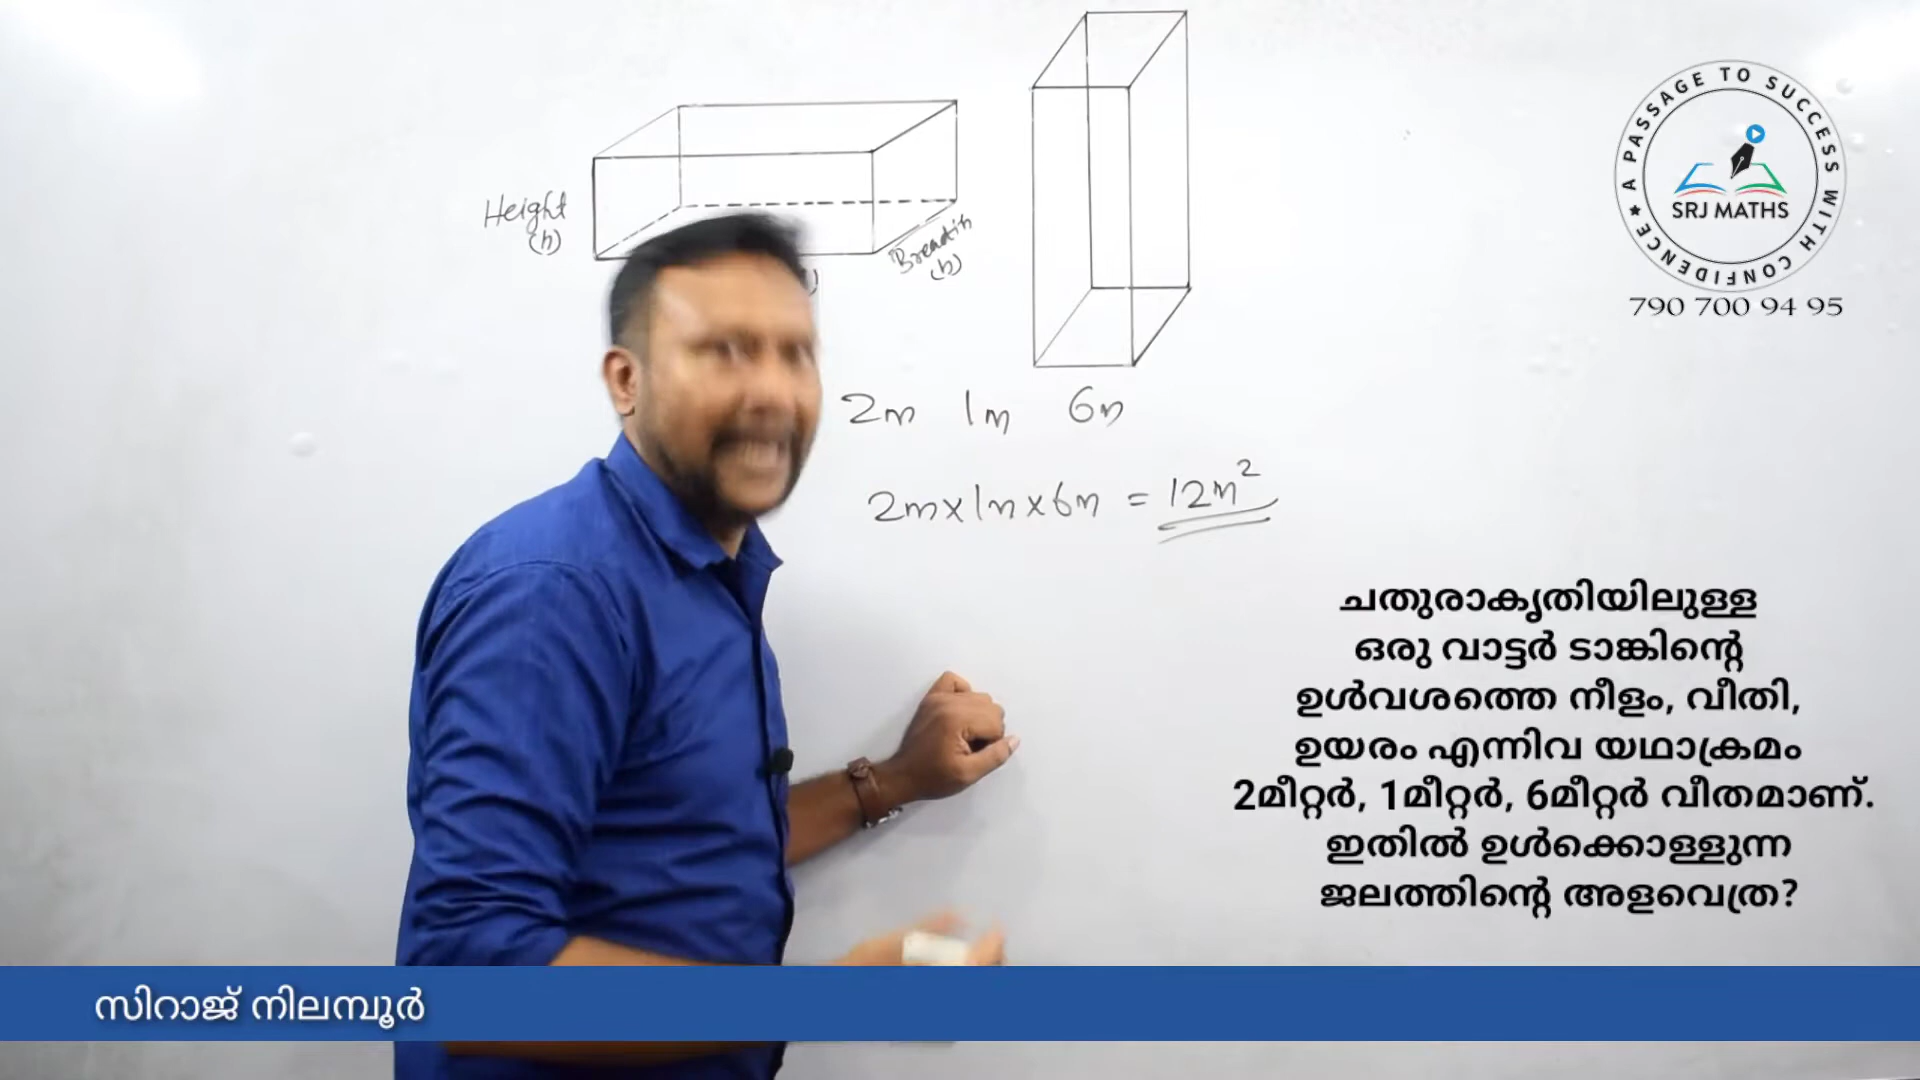 A PASSAGE TO SUCCESS WITH CONFIDENCE
SRJ MATHS
790 700 94 95
Height
(h)
Breadth
(b)
2m 1m 6m
2m x 1m x 6m = 12m²
ചതുരാകൃതിയിലുള്ള
ഒരു വാട്ടർ ടാങ്കിന്റെ
ഉൾവശത്തെ നീളം, വീതി,
ഉയരം എന്നിവ യഥാക്രമം
2മീറ്റർ, 1മീറ്റർ, 6മീറ്റർ വീതമാണ്.
ഇതിൽ ഉൾക്കൊള്ളുന്ന
ജലത്തിന്റെ അളവെത്ര?
സിറാജ് നിലമ്പൂർ